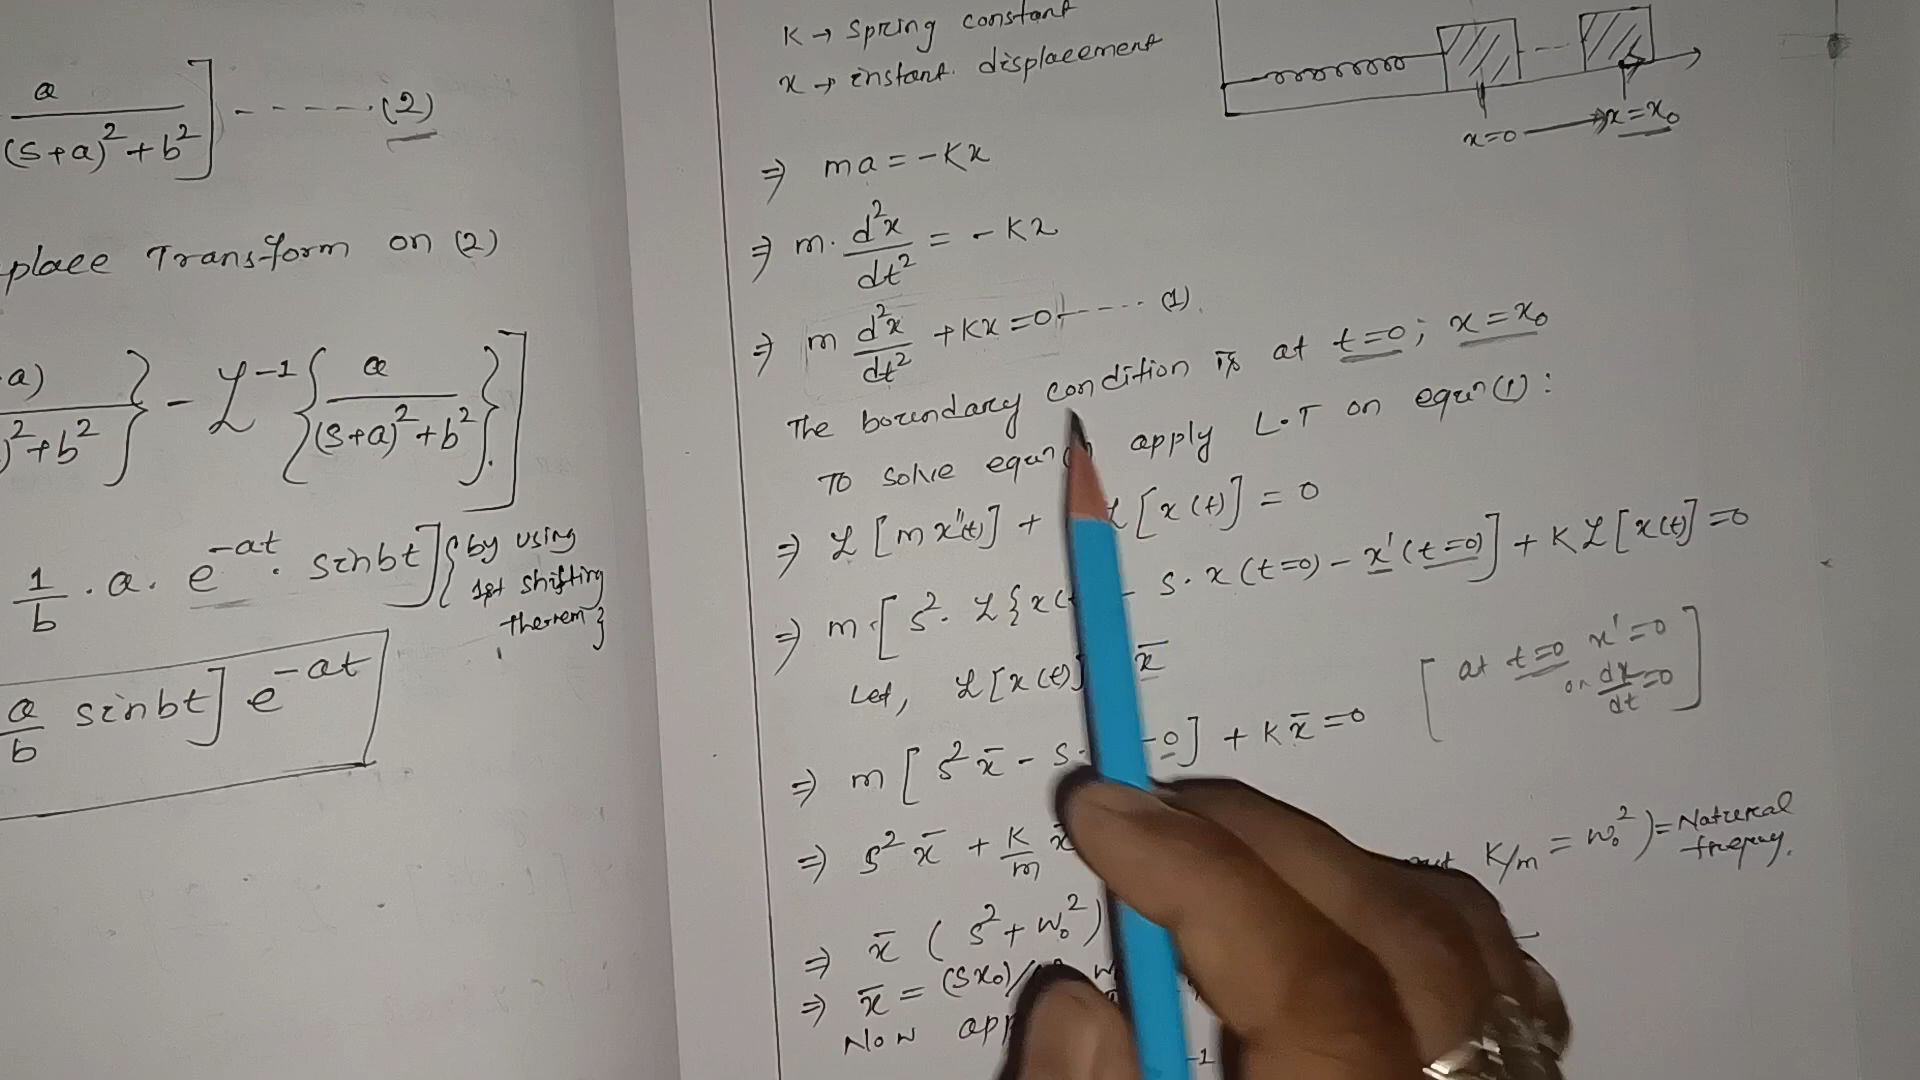 a
(s+a)² + b² ] - - - - - - (2)
place Transform on (2)
a) } - ℒ⁻¹ { a
)² + b² (s+a)² + b² } ]
1/b . a . e^-at . sinbt ] { by using
1st shifting
therrem }
a/b sinbt ] e^-at
K → spring constant
x → instant. displacement
x=0 → x=x₀
⇒ ma = -Kx
⇒ m. d²x/dt² = -Kx
⇒ m d²x/dt² + Kx = 0 - - - - (1).
The boundary condition is at t=0; x=x₀
To solve equn apply L.T on equn (1) :
⇒ ℒ [m x''(t)] + ℒ [x(t)] = 0
⇒ m. [ s². ℒ { x - s. x(t=0) - x'(t=0) ] + K ℒ [x(t)] = 0
Let, ℒ [x(t)] x̄
[ at t=0 x'=0
or dx/dt = 0 ]
⇒ m [ s² x̄ - s. - 0 ] + K x̄ = 0
⇒ s² x̄ + K/m x̄ K/m = w₀² ) = Natureal
⇒ x̄ ( s² + w₀² )
⇒ x̄ = (sx₀)/
Now app
-1